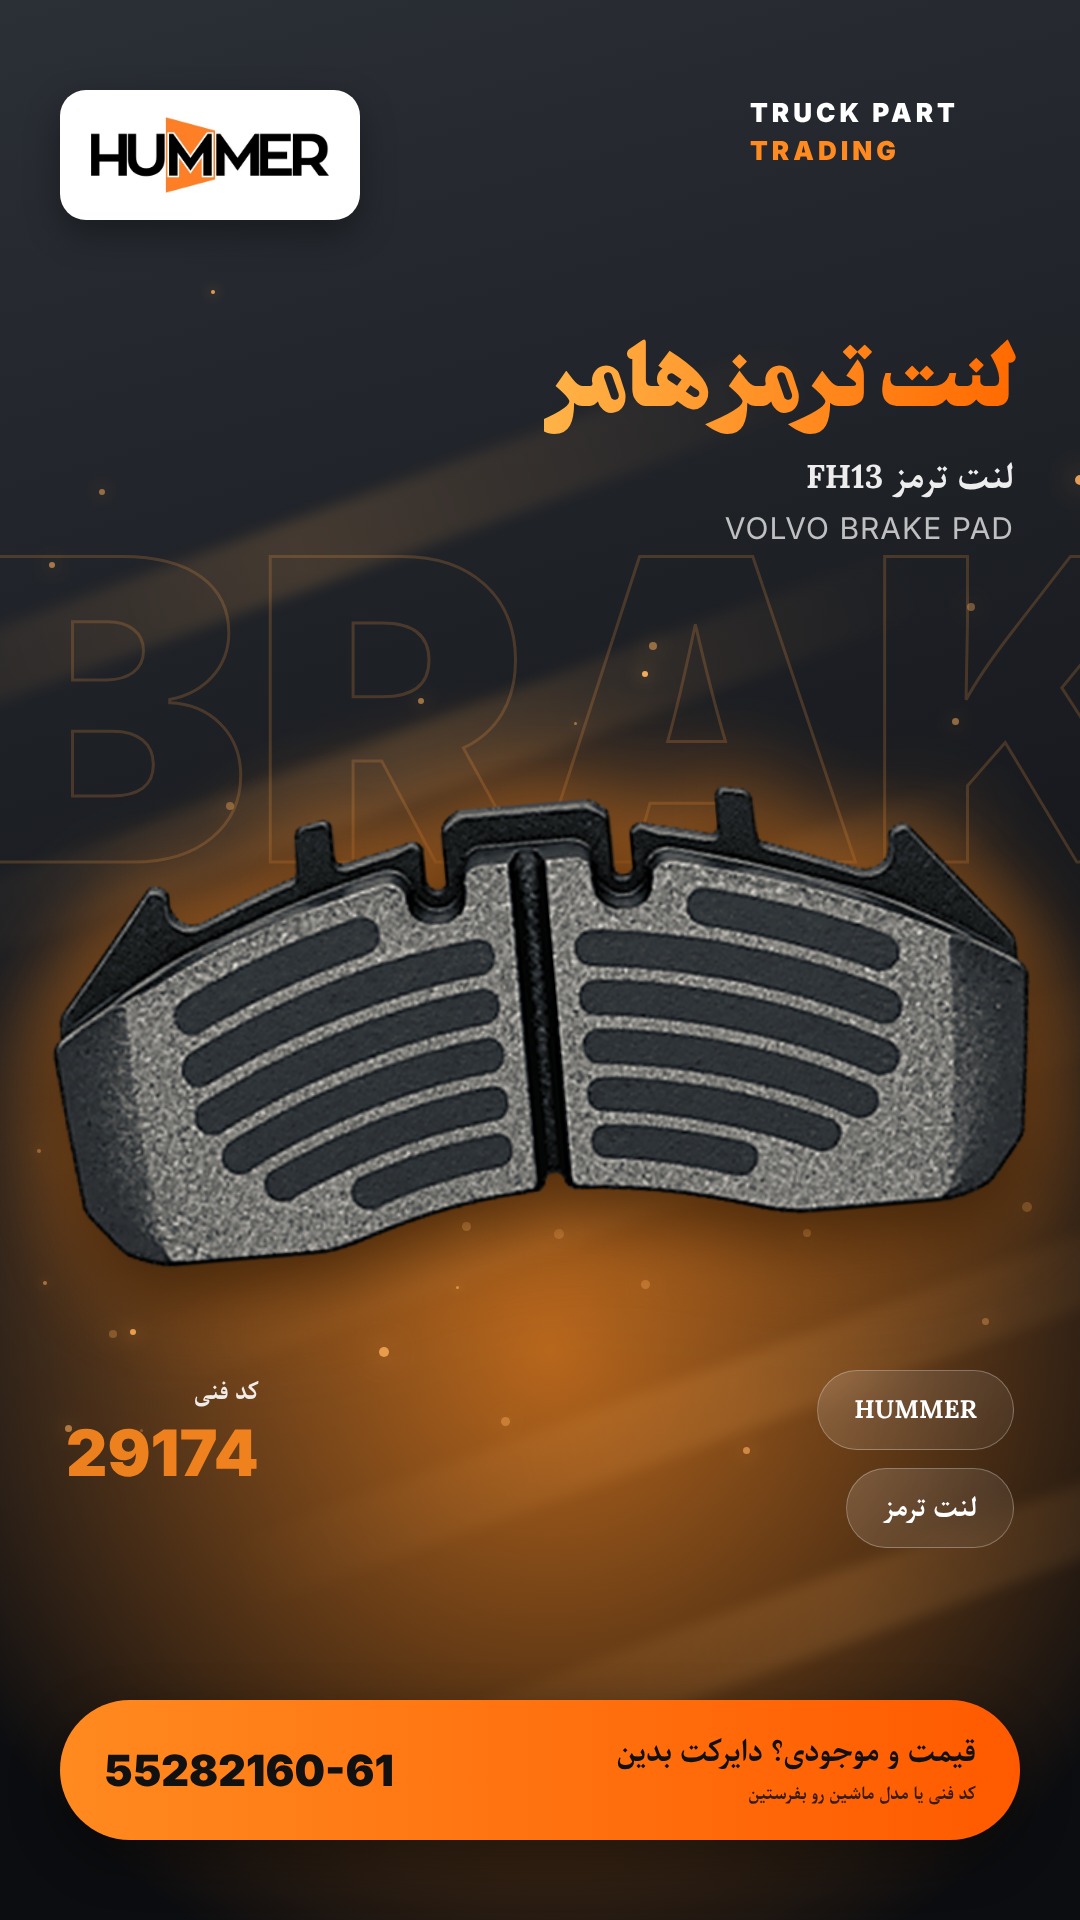 HUMMER
TRUCK PART
TRADING
لنت ترمز هامر
لنت ترمز FH13
VOLVO BRAKE PAD
BRAK
کد فنی
29174
HUMMER
لنت ترمز
قیمت و موجودی؟ دایرکت بدین
کد فنی یا مدل ماشین رو بفرستین
55282160-61